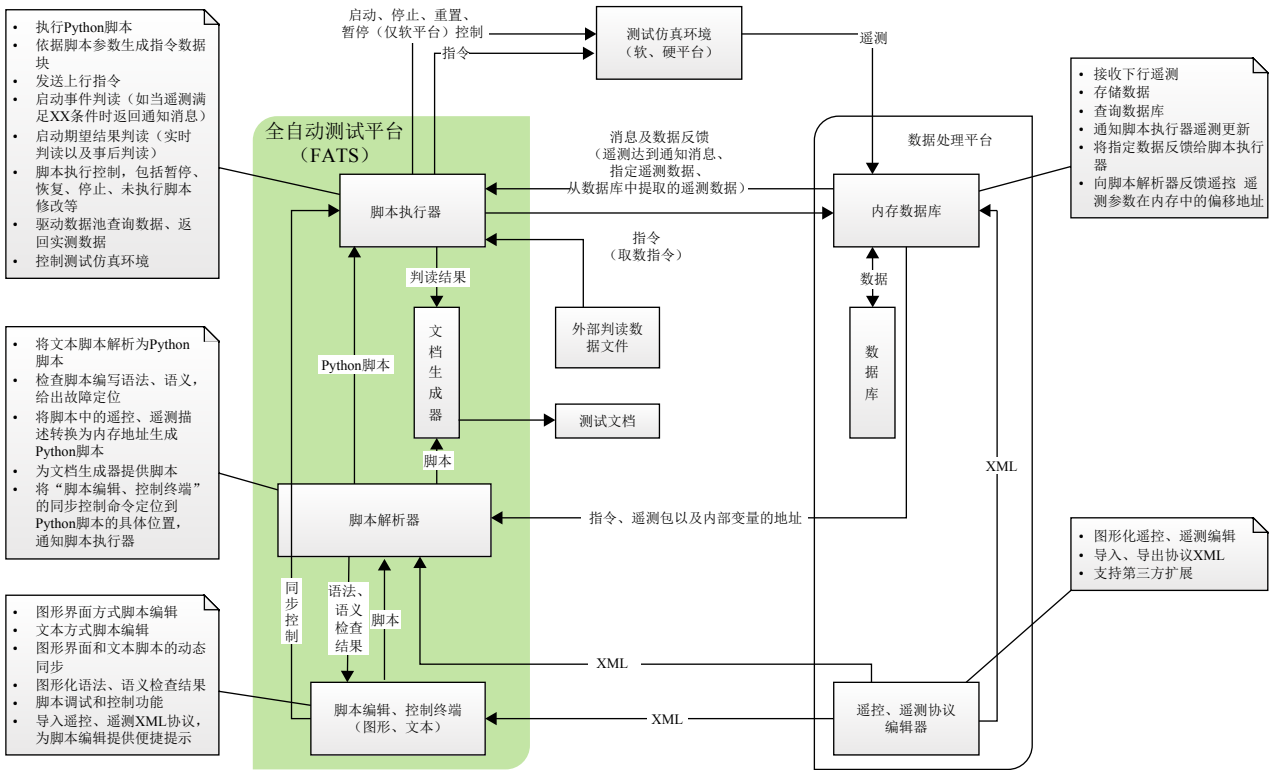 • 执行Python脚本
• 依据脚本参数生成指令数据
块
• 发送上行指令
• 启动事件判读（如当遥测满
足XX条件时返回通知消息）
• 启动期望结果判读（实时
判读以及事后判读）
• 脚本执行控制，包括暂停、
恢复、停止、未执行脚本
修改等
• 驱动数据池查询数据、返
回实测数据
• 控制测试仿真环境
启动、停止、重置、
暂停（仅软平台）控制
指令
测试仿真环境
（软、硬平台）
遥测
• 接收下行遥测
• 存储数据
• 查询数据库
• 通知脚本执行器遥测更新
• 将指定数据反馈给脚本执行
器
• 向脚本解析器反馈遥控 遥
测参数在内存中的偏移地址
全自动测试平台
（FATS）
消息及数据反馈
（遥测达到通知消息、
指定遥测数据、
从数据库中提取的遥测数据）
数据处理平台
脚本执行器
内存数据库
指令
（取数指令）
判读结果
数据
外部判读数
据文件
文
档
生
成
器
数
据
库
Python脚本
测试文档
脚本
XML
• 将文本脚本解析为Python
脚本
• 检查脚本编写语法、语义，
给出故障定位
• 将脚本中的遥控、遥测描
述转换为内存地址生成
Python脚本
• 为文档生成器提供脚本
• 将“脚本编辑、控制终端”
的同步控制命令定位到
Python脚本的具体位置，
通知脚本执行器
脚本解析器
指令、遥测包以及内部变量的地址
• 图形化遥控、遥测编辑
• 导入、导出协议XML
• 支持第三方扩展
同
步
控
制
语法、
语义
检查
结果
脚本
• 图形界面方式脚本编辑
• 文本方式脚本编辑
• 图形界面和文本脚本的动态
同步
• 图形化语法、语义检查结果
• 脚本调试和控制功能
• 导入遥控、遥测XML协议，
为脚本编辑提供便捷提示
XML
脚本编辑、控制终端
（图形、文本）
XML
遥控、遥测协议
编辑器